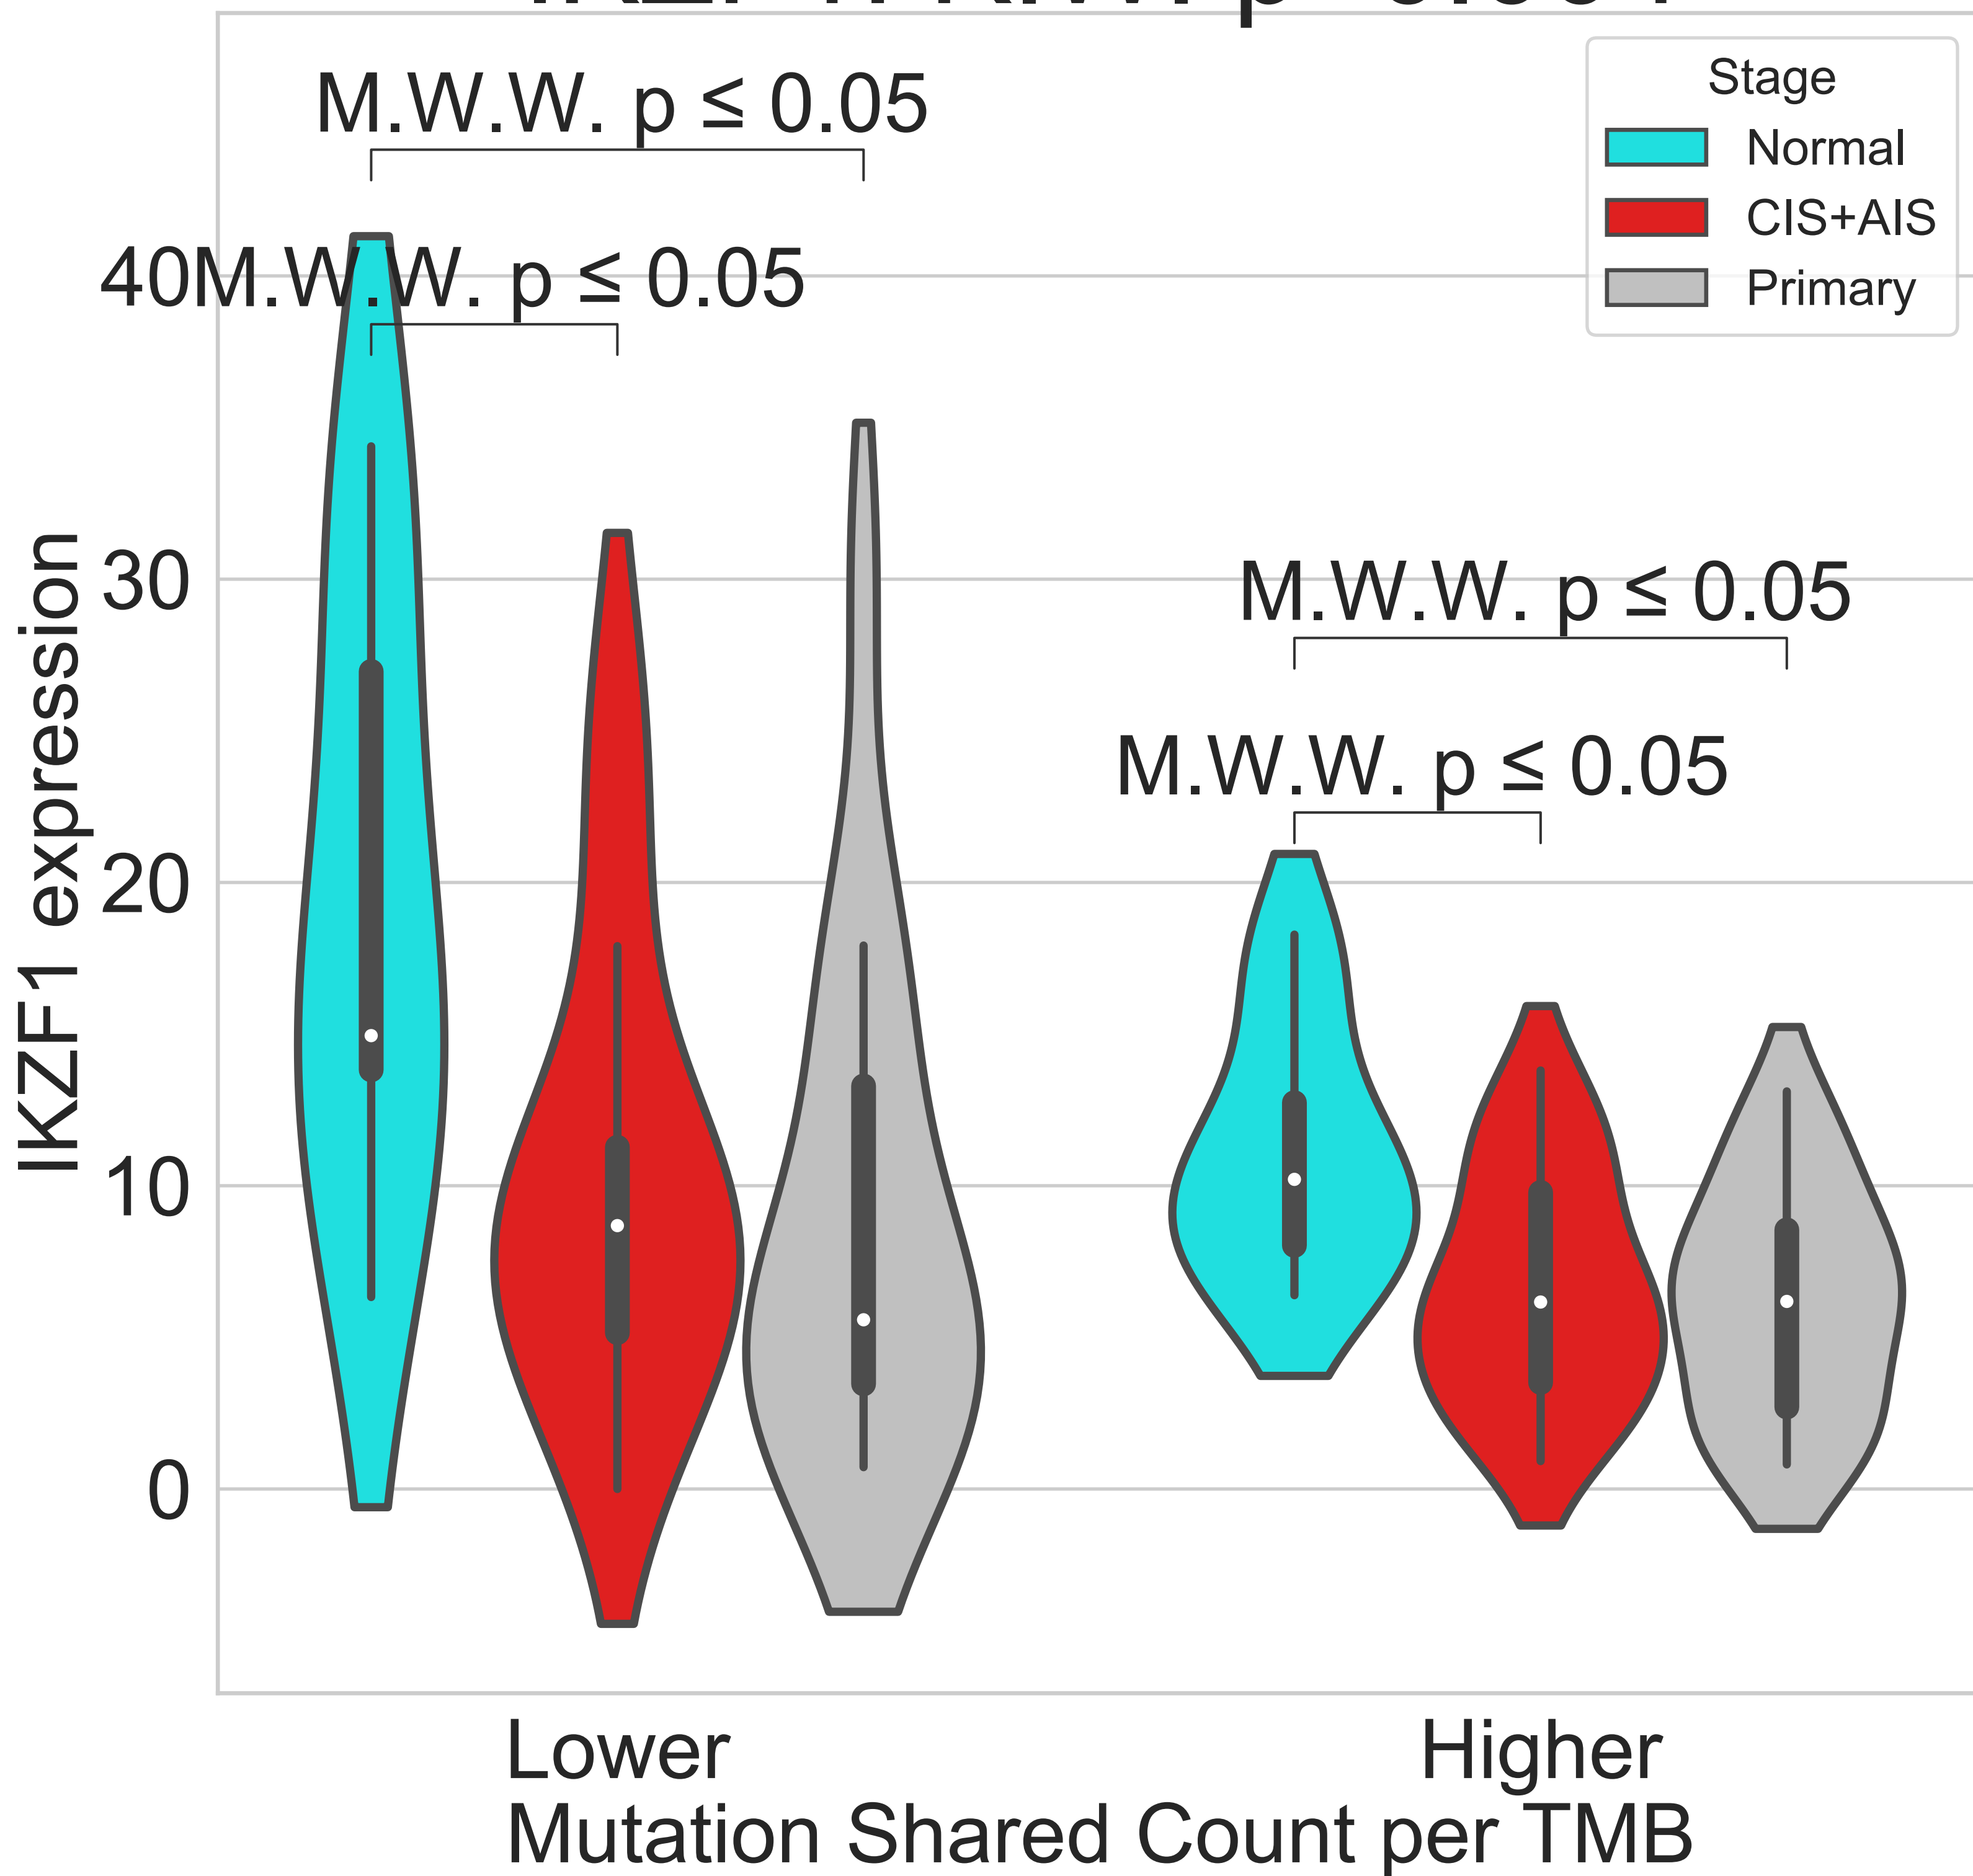 M.W.W. p ≤ 0.05
Stage
Normal
CIS+AIS
Primary
40
M.W.W. p ≤ 0.05
30
M.W.W. p ≤ 0.05
M.W.W. p ≤ 0.05
20
10
0
IKZF1 expression
Lower
Higher
Mutation Shared Count per TMB